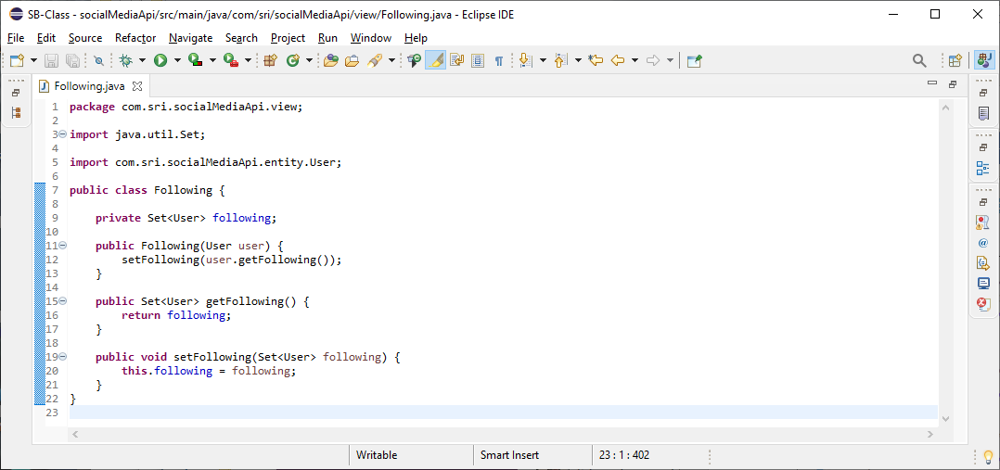 SB-Class - socialMediaApi/src/main/java/com/sri/socialMediaApi/view/Following.java - Eclipse IDE
File Edit Source Refactor Navigate Search Project Run Window Help
Following.java
1 package com.sri.socialMediaApi.view;
2
3 import java.util.Set;
4
5 import com.sri.socialMediaApi.entity.User;
6
7 public class Following {
8
9     private Set<User> following;
10
11     public Following(User user) {
12         setFollowing(user.getFollowing());
13     }
14
15     public Set<User> getFollowing() {
16         return following;
17     }
18
19     public void setFollowing(Set<User> following) {
20         this.following = following;
21     }
22 }
23
Writable Smart Insert 23 : 1 : 402